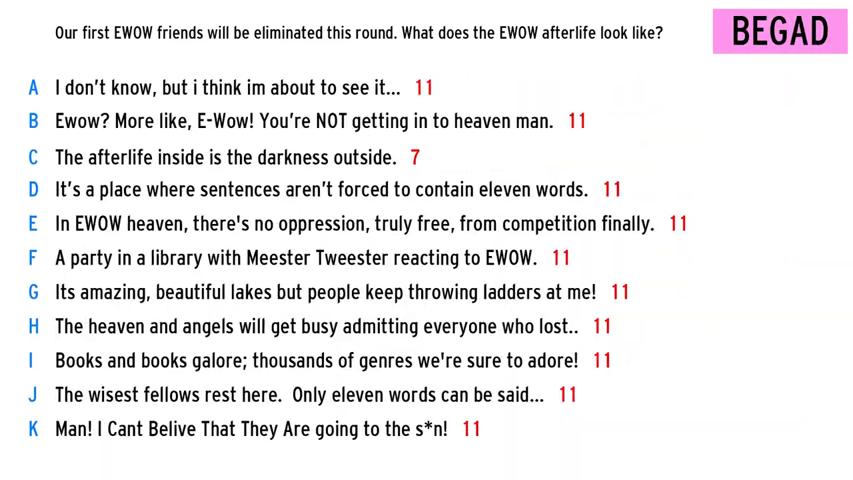 Our first EWOW friends will be eliminated this round. What does the EWOW afterlife look like?
BEGAD
A I don't know, but i think im about to see it... 11
B Ewow? More like, E-Wow! You're NOT getting in to heaven man. 11
C The afterlife inside is the darkness outside. 7
D It's a place where sentences aren't forced to contain eleven words. 11
E In EWOW heaven, there's no oppression, truly free, from competition finally. 11
F A party in a library with Meester Tweester reacting to EWOW. 11
G Its amazing, beautiful lakes but people keep throwing ladders at me! 11
H The heaven and angels will get busy admitting everyone who lost.. 11
I Books and books galore; thousands of genres we're sure to adore! 11
J The wisest fellows rest here.  Only eleven words can be said... 11
K Man! I Cant Belive That They Are going to the s*n! 11